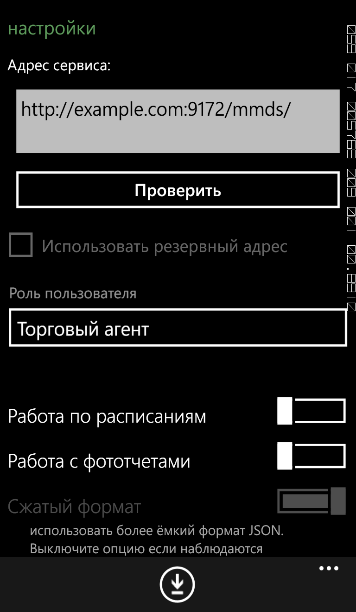 настройки
Адрес сервиса:
http://example.com:9172/mmds/
Проверить
Использовать резервный адрес
Роль пользователя
Торговый агент
Работа по расписаниям
Работа с фототчетами
Сжатый формат
использовать более ёмкий формат JSON.
Выключите опцию если наблюдаются